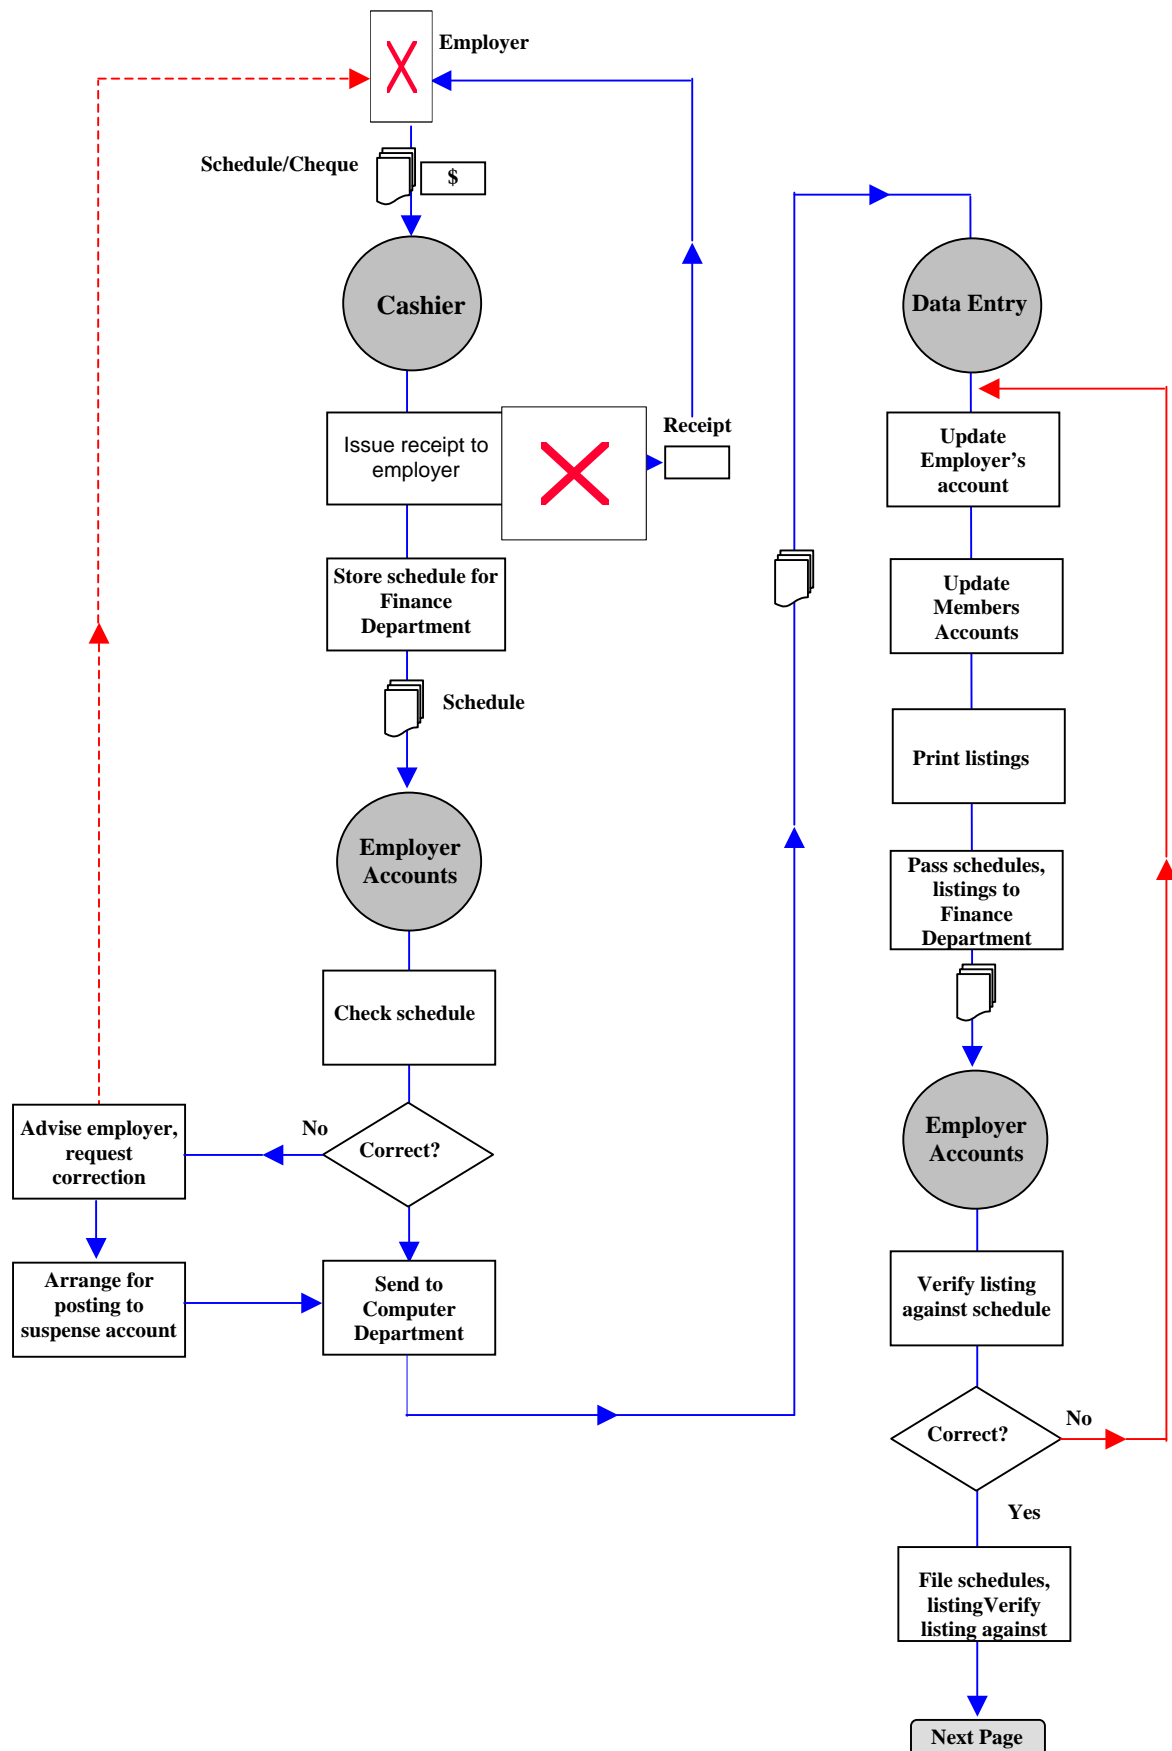 Employer
Schedule/Cheque
$
Cashier
Issue receipt to
employer
Receipt
Store schedule for
Finance
Department
Schedule
Employer
Accounts
Check schedule
Correct?
No
Advise employer,
request
correction
Arrange for
posting to
suspense account
Send to
Computer
Department
Data Entry
Update
Employer's
account
Update
Members
Accounts
Print listings
Pass schedules,
listings to
Finance
Department
Employer
Accounts
Verify listing
against schedule
Correct?
No
Yes
File schedules,
listingVerify
listing against
Next Page